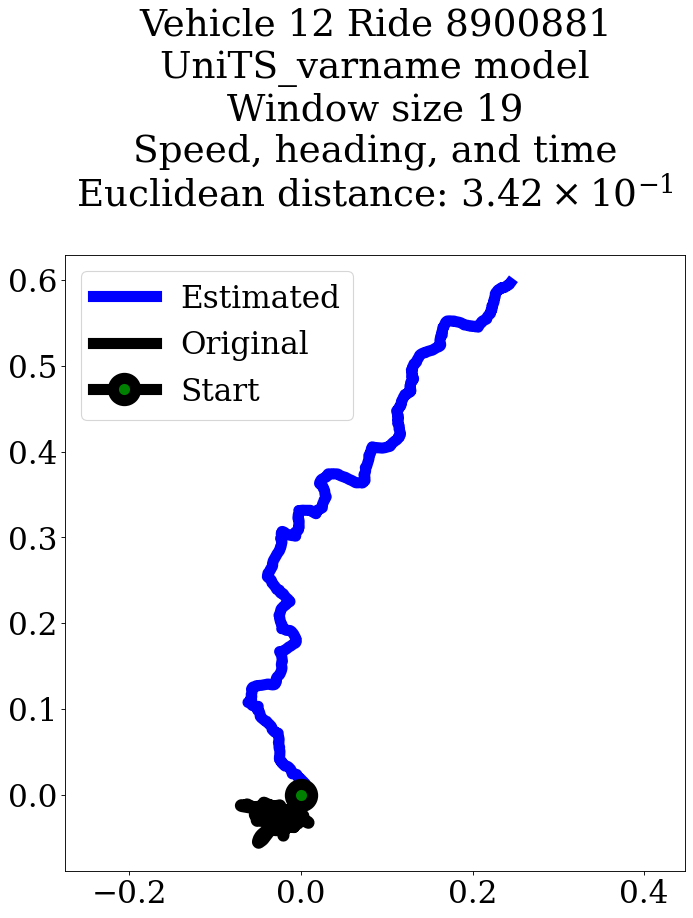 Vehicle 12 Ride 8900881
UniTS_varname model
Window size 19
Speed, heading, and time
Euclidean distance: 3.42 × 10⁻¹
Estimated
Original
Start
0.6
0.5
0.4
0.3
0.2
0.1
0.0
−0.2 0.0 0.2 0.4